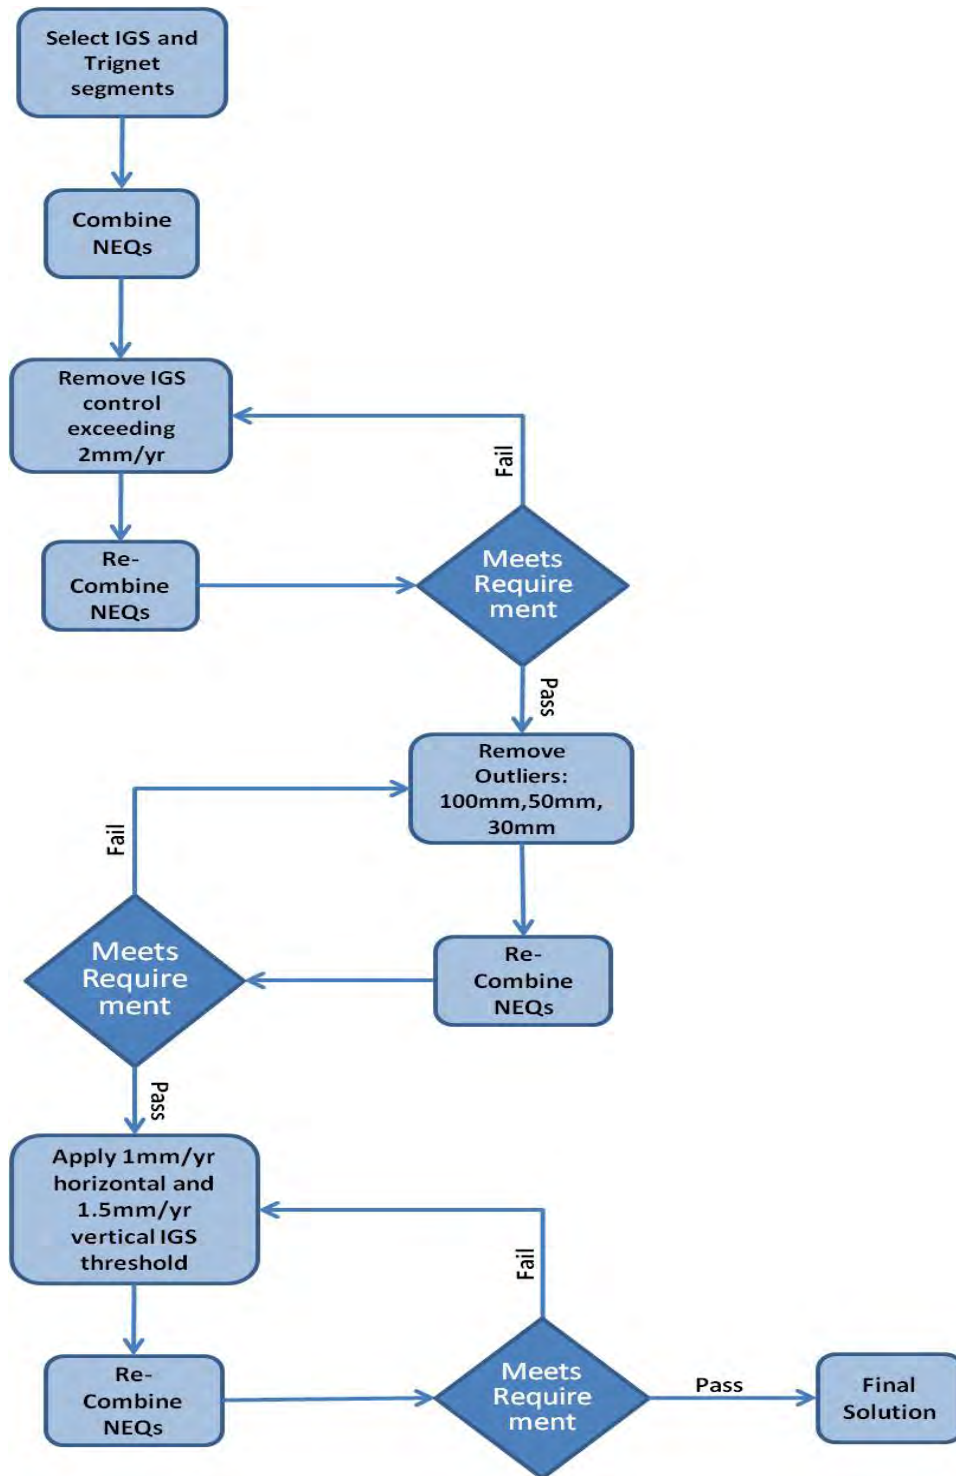 Select IGS and
Trignet
segments
Combine
NEQs
Remove IGS
control
exceeding
2mm/yr
Fail
Re-
Combine
NEQs
Meets
Require
ment
Pass
Remove
Outliers:
100mm,50mm,
30mm
Fail
Meets
Require
ment
Re-
Combine
NEQs
Pass
Apply 1mm/yr
horizontal and
1.5mm/yr
vertical IGS
threshold
Fail
Re-
Combine
NEQs
Meets
Require
ment
Pass
Final
Solution